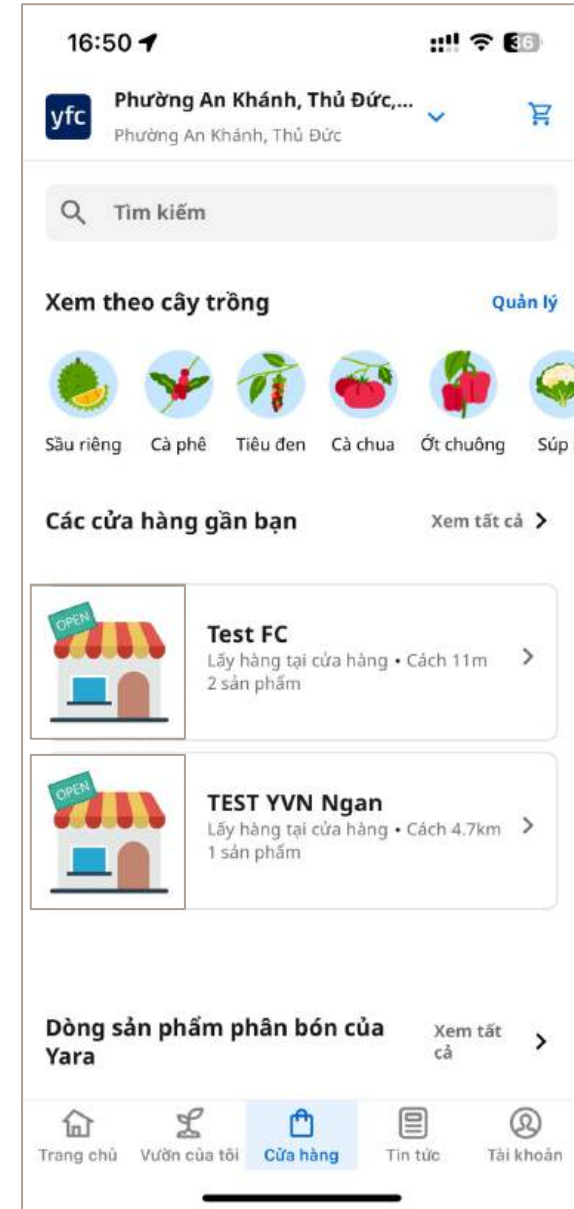 16:50
36
yfc
Phường An Khánh, Thủ Đức,...
Phường An Khánh, Thủ Đức
Tìm kiếm
Xem theo cây trồng
Quản lý
Sầu riêng
Cà phê
Tiêu đen
Cà chua
Ớt chuông
Súp
Các cửa hàng gần bạn
Xem tất cả
OPEN
Test FC
Lấy hàng tại cửa hàng • Cách 11m
2 sản phẩm
OPEN
TEST YVN Ngan
Lấy hàng tại cửa hàng • Cách 4.7km
1 sản phẩm
Dòng sản phẩm phân bón của
Yara
Xem tất
cả
Trang chủ
Vườn của tôi
Cửa hàng
Tin tức
Tài khoản